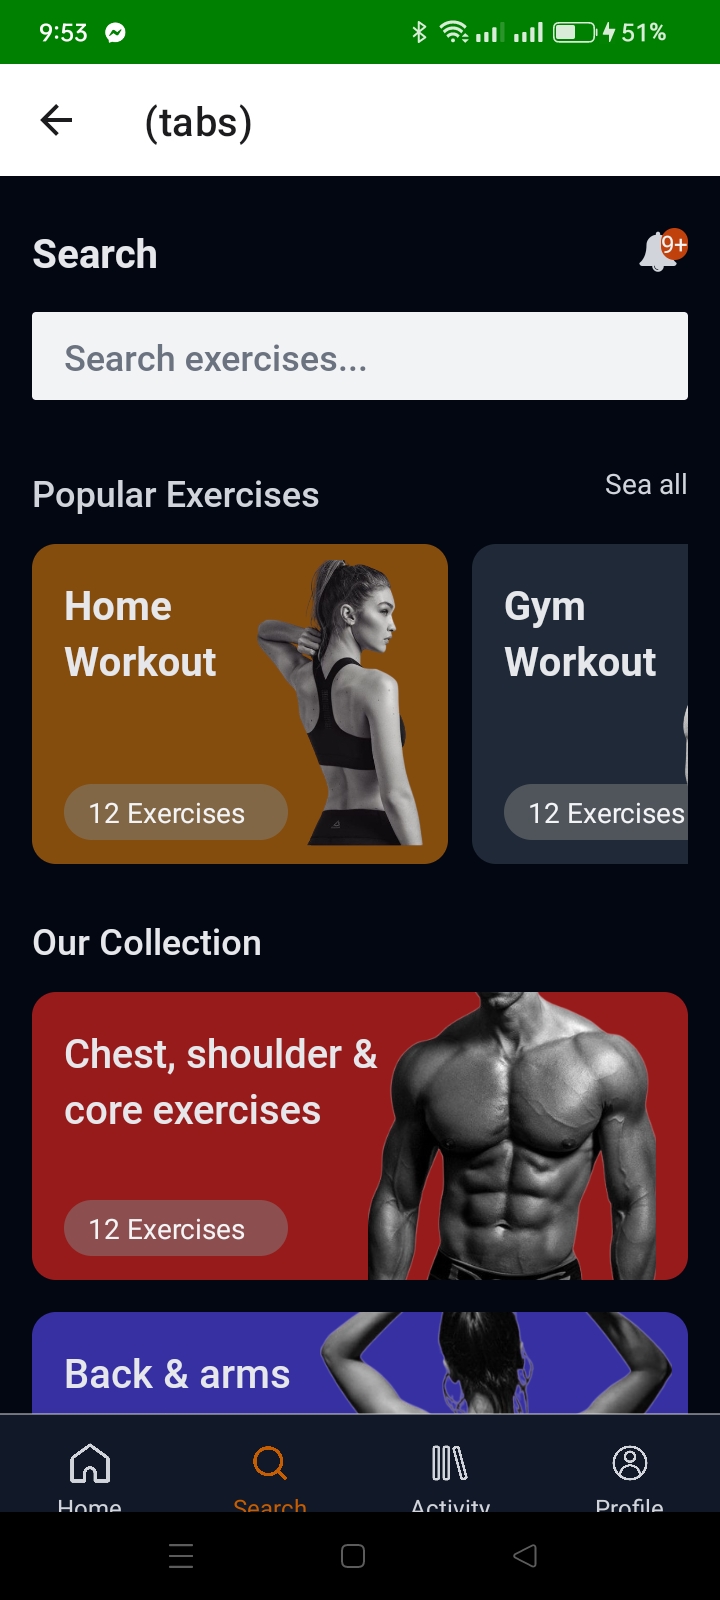 9:53 51%
(tabs)
Search 9+
Search exercises...
Popular Exercises Sea all
Home
Workout
12 Exercises
Gym
Workout
12 Exercises
Our Collection
Chest, shoulder &
core exercises
12 Exercises
Back & arms
Home Search Activity Profile